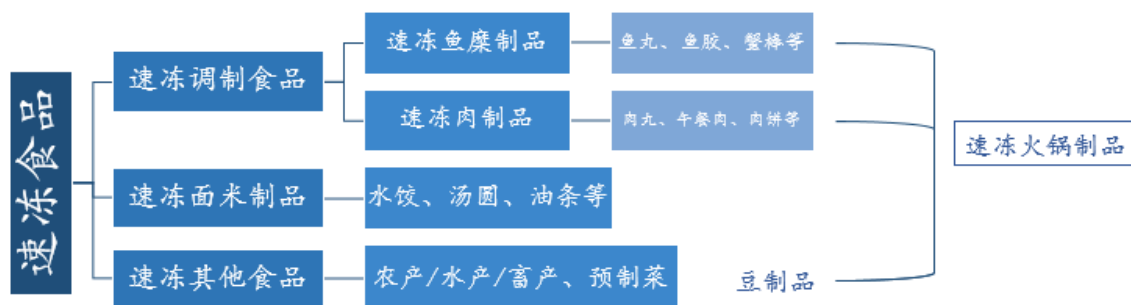 速冻食品
速冻调制食品
速冻鱼糜制品
鱼丸、鱼胶、蟹棒等
速冻肉制品
肉丸、午餐肉、肉饼等
速冻火锅制品
速冻面米制品
水饺、汤圆、油条等
速冻其他食品
农产/水产/畜产、预制菜
豆制品